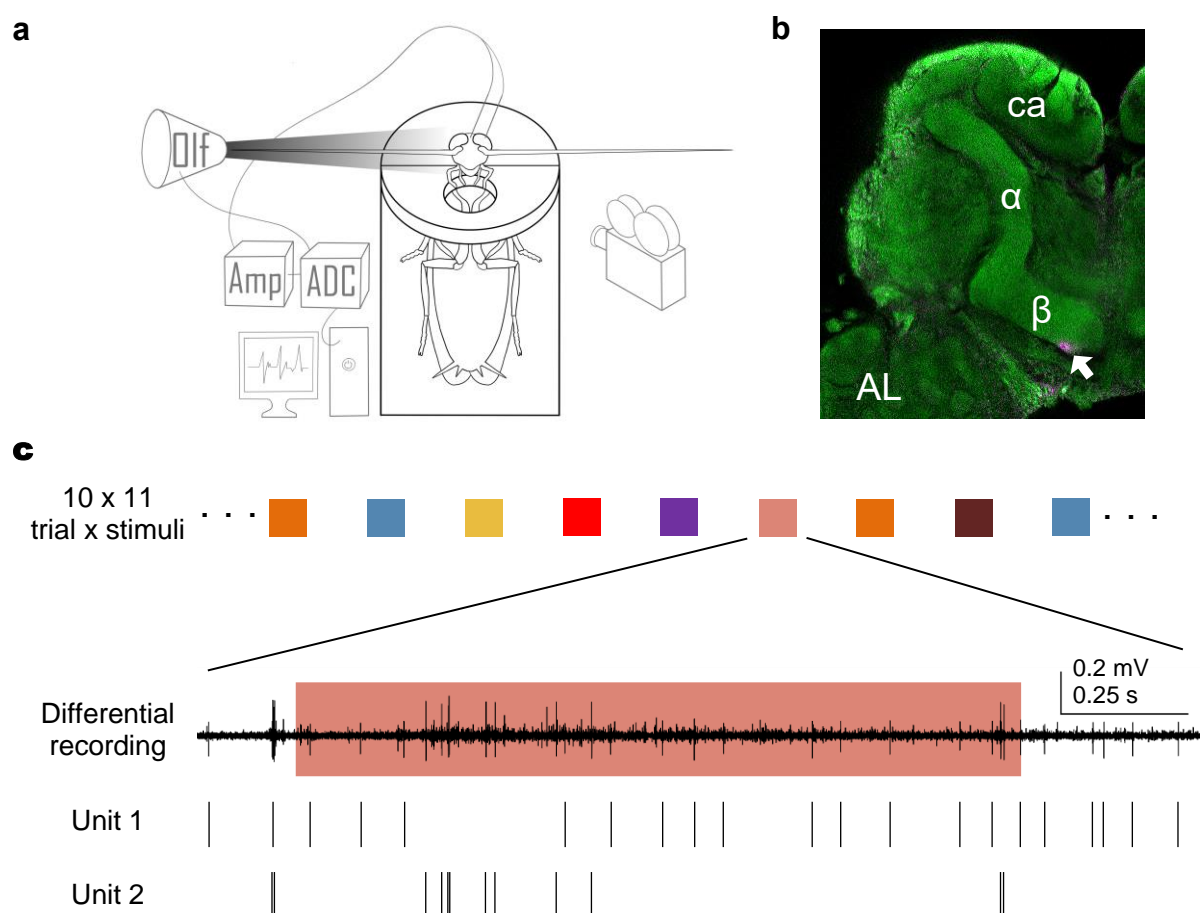 a
Olf
Amp
ADC
b
ca
α
β
AL
c
10 x 11
trial x stimuli
. . .
. . .
0.2 mV
0.25 s
Differential
recording
Unit 1
Unit 2